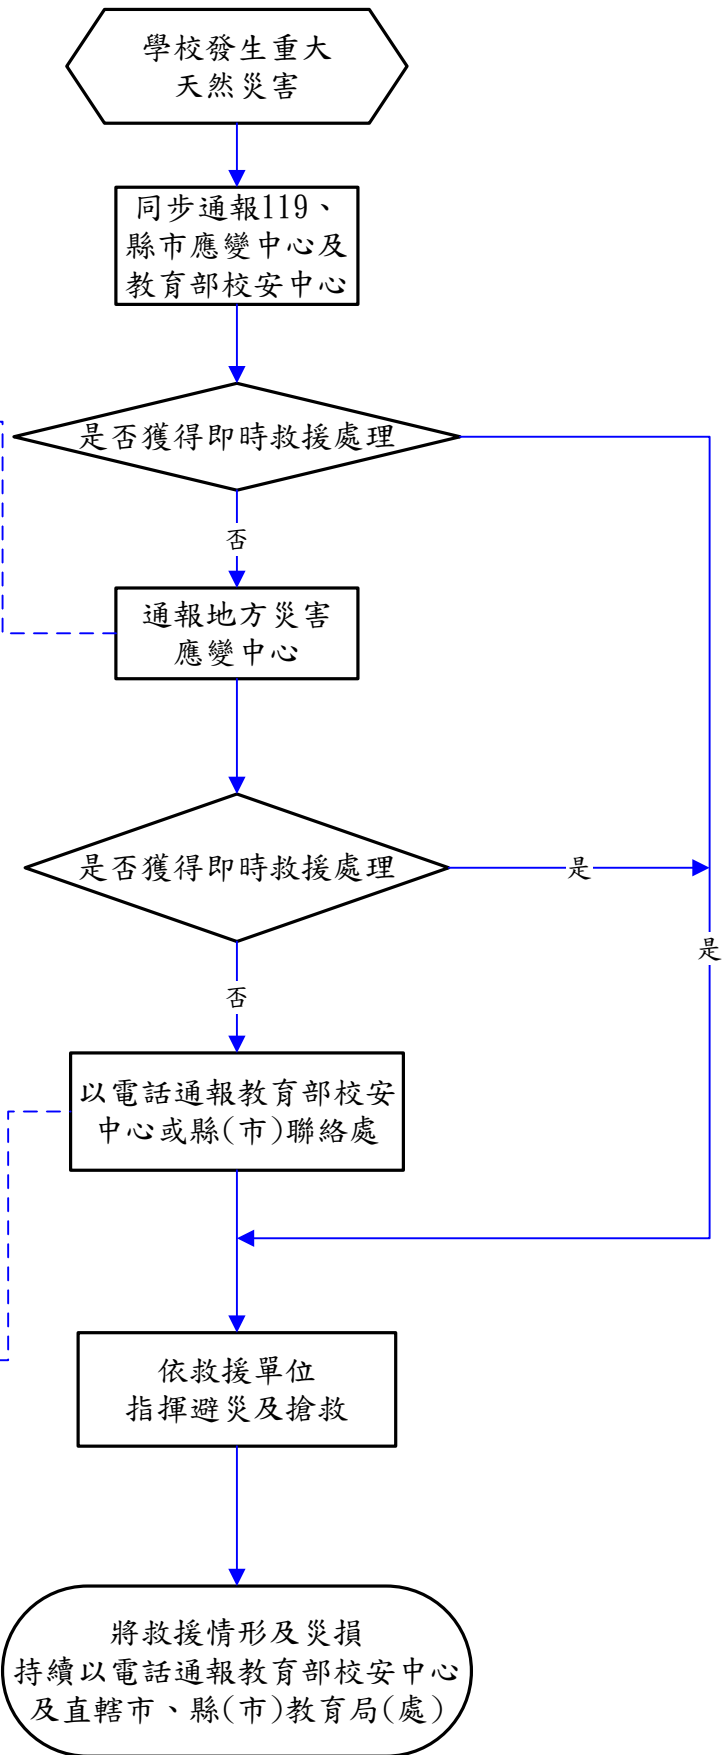 學校發生重大
天然災害
同步通報119、
縣市應變中心及
教育部校安中心
是否獲得即時救援處理
否
通報地方災害
應變中心
是否獲得即時救援處理
是
是
否
以電話通報教育部校安
中心或縣(市)聯絡處
依救援單位
指揮避災及搶救
將救援情形及災損
持續以電話通報教育部校安中心
及直轄市、縣(市)教育局(處)